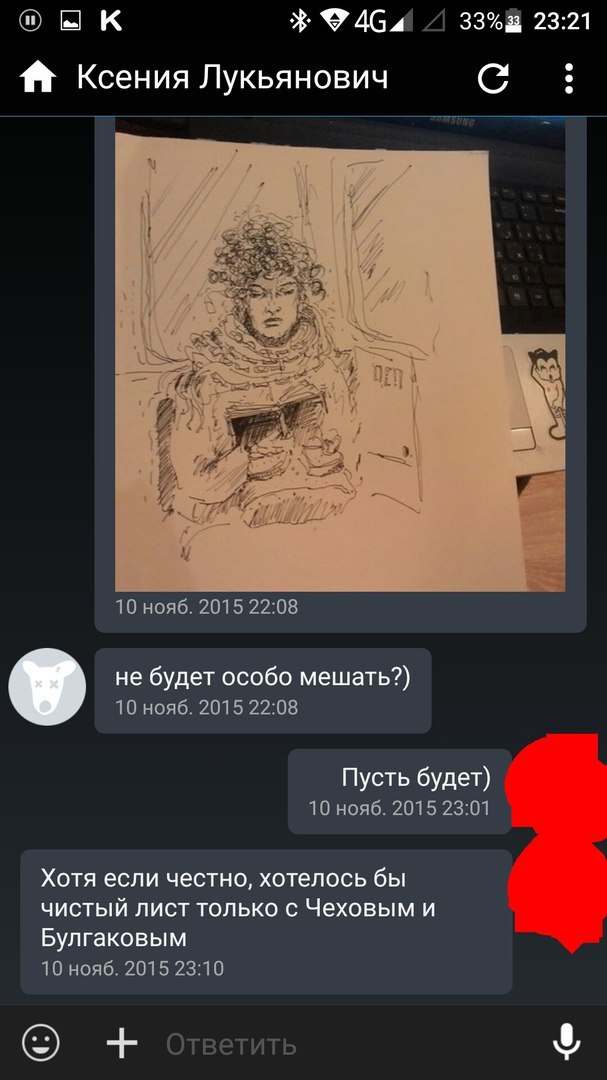 K
4G
33%
33
23:21
Ксения Лукьянович
SAMSUNG
10 нояб. 2015 22:08
не будет особо мешать?)
10 нояб. 2015 22:08
Пусть будет)
10 нояб. 2015 23:01
Хотя если честно, хотелось бы
чистый лист только с Чеховым и
Булгаковым
10 нояб. 2015 23:10
Ответить